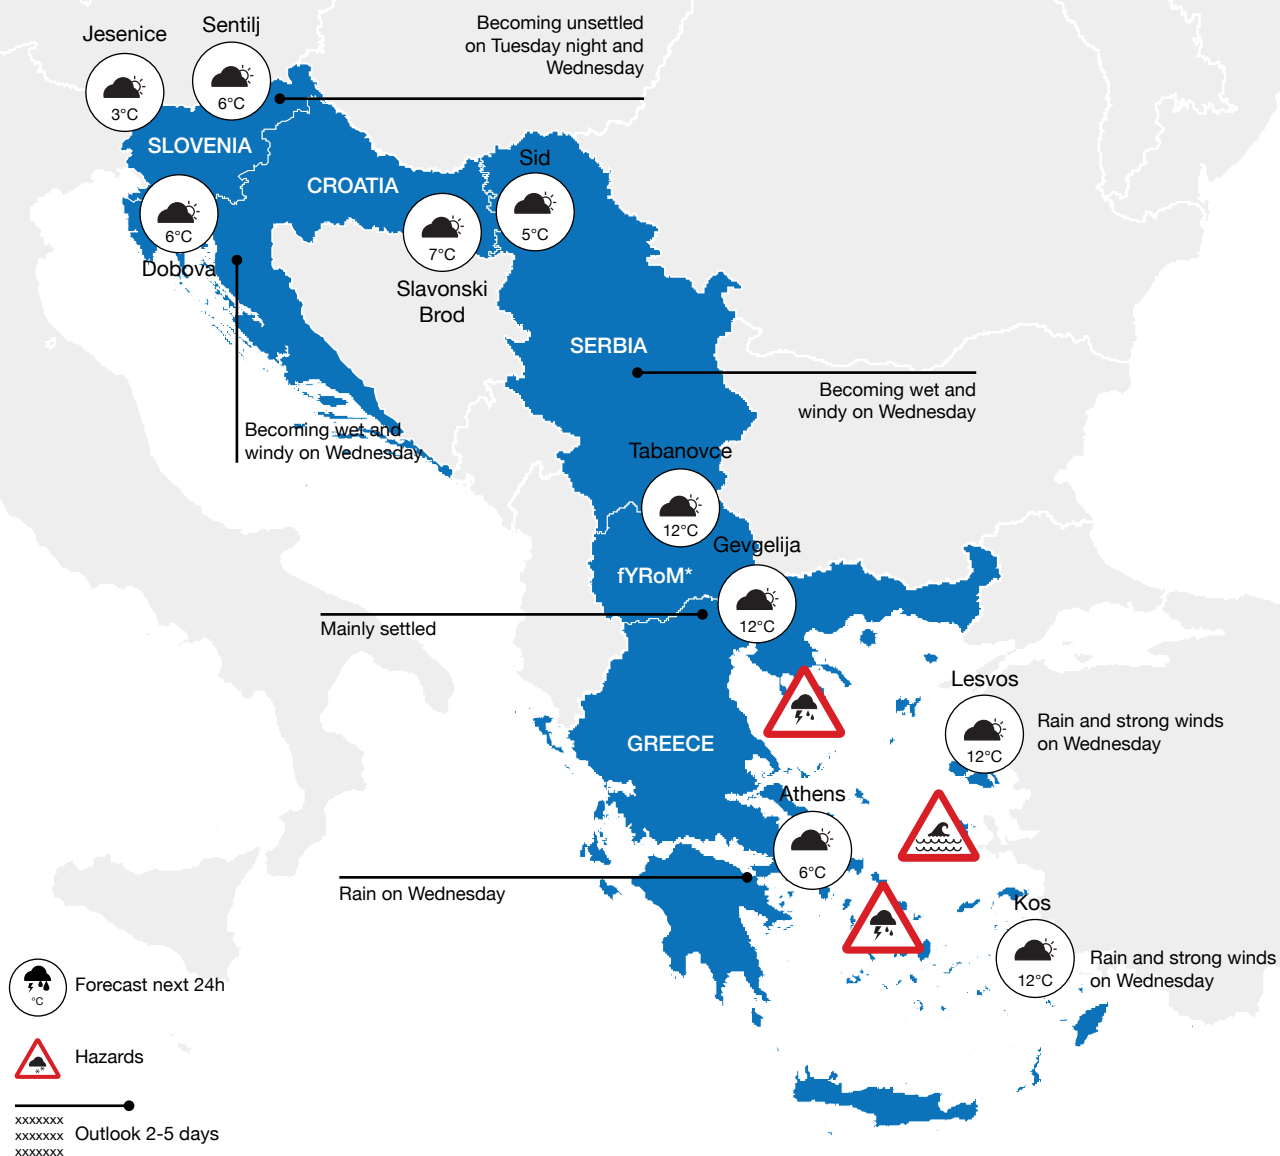 Jesenice
3°C
Sentilj
6°C
Becoming unsettled
on Tuesday night and
Wednesday
SLOVENIA
CROATIA
Sid
5°C
6°C
Dobova
7°C
Slavonski
Brod
SERBIA
Becoming wet and
windy on Wednesday
Becoming wet and
windy on Wednesday
Tabanovce
12°C
Gevgelija
12°C
fYRoM*
Mainly settled
Lesvos
12°C
Rain and strong winds
on Wednesday
GREECE
Athens
6°C
Rain on Wednesday
Kos
12°C
Rain and strong winds
on Wednesday
°C
Forecast next 24h
Hazards
xxxxxxx
xxxxxxx
xxxxxxx
Outlook 2-5 days